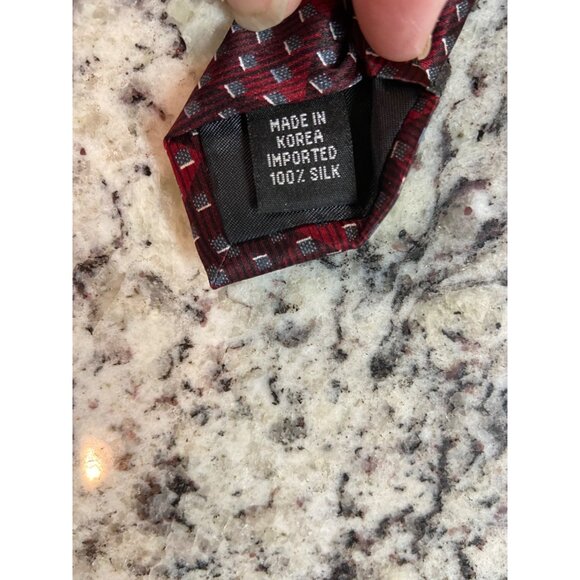 MADE IN
KOREA
IMPORTED
100% SILK